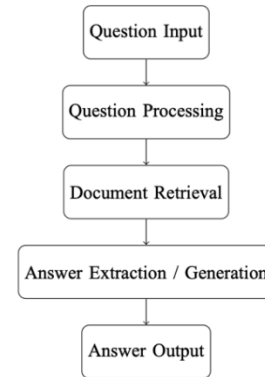 Question Input
Question Processing
Document Retrieval
Answer Extraction / Generation
Answer Output